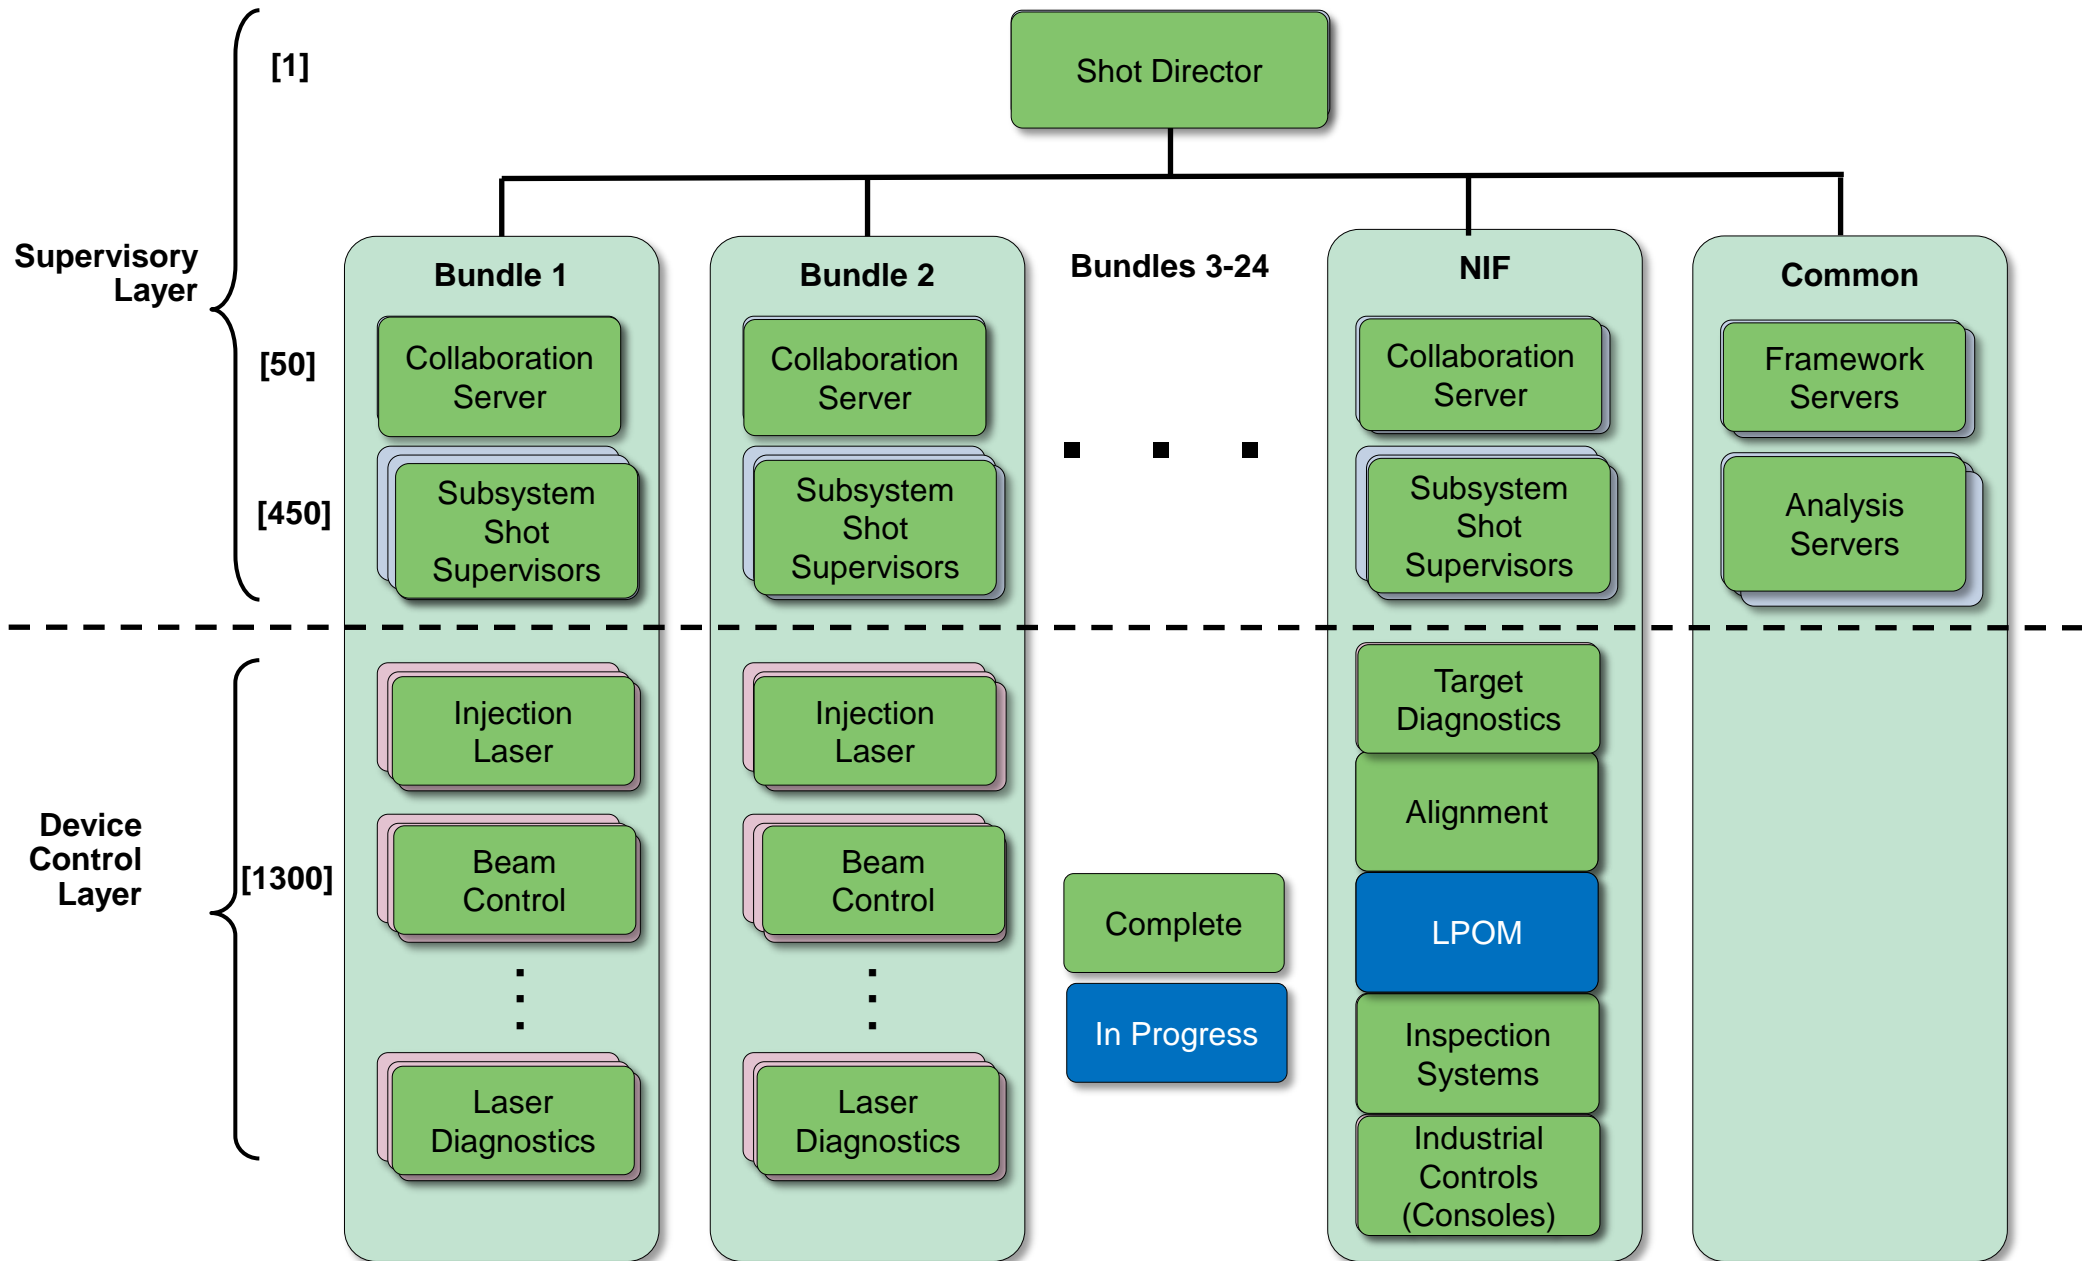 [1]
Shot Director
Supervisory
Layer
Bundle 1
Bundle 2
Bundles 3-24
NIF
Common
[50]
Collaboration
Server
Collaboration
Server
Collaboration
Server
Framework
Servers
[450]
Subsystem
Shot
Supervisors
Subsystem
Shot
Supervisors
Subsystem
Shot
Supervisors
Analysis
Servers
Device
Control
Layer
[1300]
Injection
Laser
Injection
Laser
Target
Diagnostics
Beam
Control
Beam
Control
Alignment
Complete
LPOM
In Progress
Inspection
Systems
Laser
Diagnostics
Laser
Diagnostics
Industrial
Controls
(Consoles)